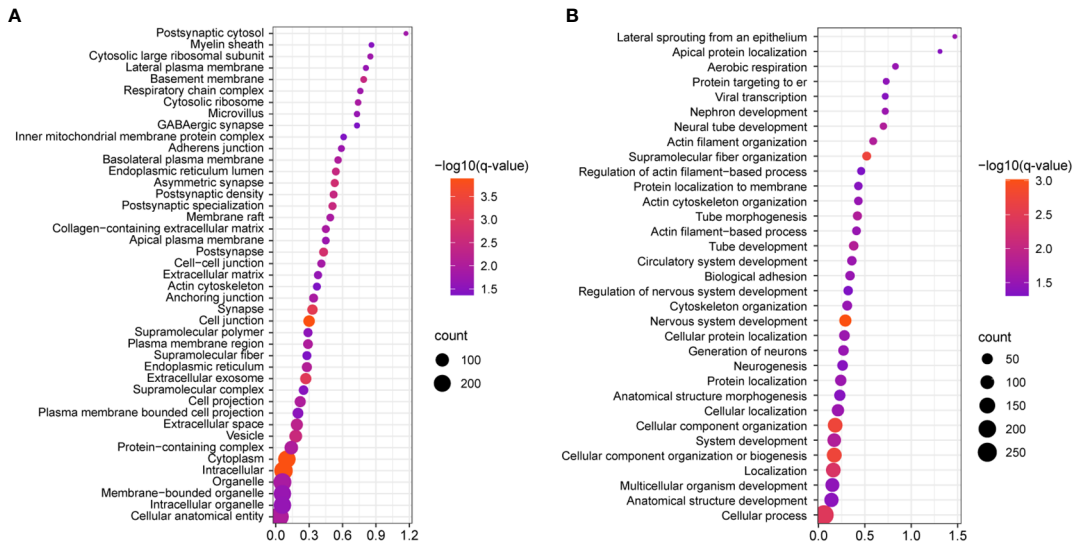 A
Postsynaptic cytosol
Myelin sheath
Cytosolic large ribosomal subunit
Lateral plasma membrane
Basement membrane
Respiratory chain complex
Cytosolic ribosome
Microvillus
GABAergic synapse
Inner mitochondrial membrane protein complex
Adherens junction
Basolateral plasma membrane
Endoplasmic reticulum lumen
Asymmetric synapse
Postsynaptic density
Postsynaptic specialization
Membrane raft
Collagen−containing extracellular matrix
Apical plasma membrane
Postsynapse
Cell−cell junction
Extracellular matrix
Actin cytoskeleton
Anchoring junction
Synapse
Cell junction
Supramolecular polymer
Plasma membrane region
Supramolecular fiber
Endoplasmic reticulum
Extracellular exosome
Supramolecular complex
Cell projection
Plasma membrane bounded cell projection
Extracellular space
Vesicle
Protein−containing complex
Cytoplasm
Intracellular
Organelle
Membrane−bounded organelle
Intracellular organelle
Cellular anatomical entity
0.0 0.3 0.6 0.9 1.2
−log10(q−value)
3.5
3.0
2.5
2.0
1.5
count
100
200
B
Lateral sprouting from an epithelium
Apical protein localization
Aerobic respiration
Protein targeting to er
Viral transcription
Nephron development
Neural tube development
Actin filament organization
Supramolecular fiber organization
Regulation of actin filament−based process
Protein localization to membrane
Actin cytoskeleton organization
Tube morphogenesis
Actin filament−based process
Tube development
Circulatory system development
Biological adhesion
Regulation of nervous system development
Cytoskeleton organization
Nervous system development
Cellular protein localization
Generation of neurons
Neurogenesis
Protein localization
Anatomical structure morphogenesis
Cellular localization
Cellular component organization
System development
Cellular component organization or biogenesis
Localization
Multicellular organism development
Anatomical structure development
Cellular process
0.0 0.5 1.0 1.5
−log10(q−value)
3.0
2.5
2.0
1.5
count
50
100
150
200
250